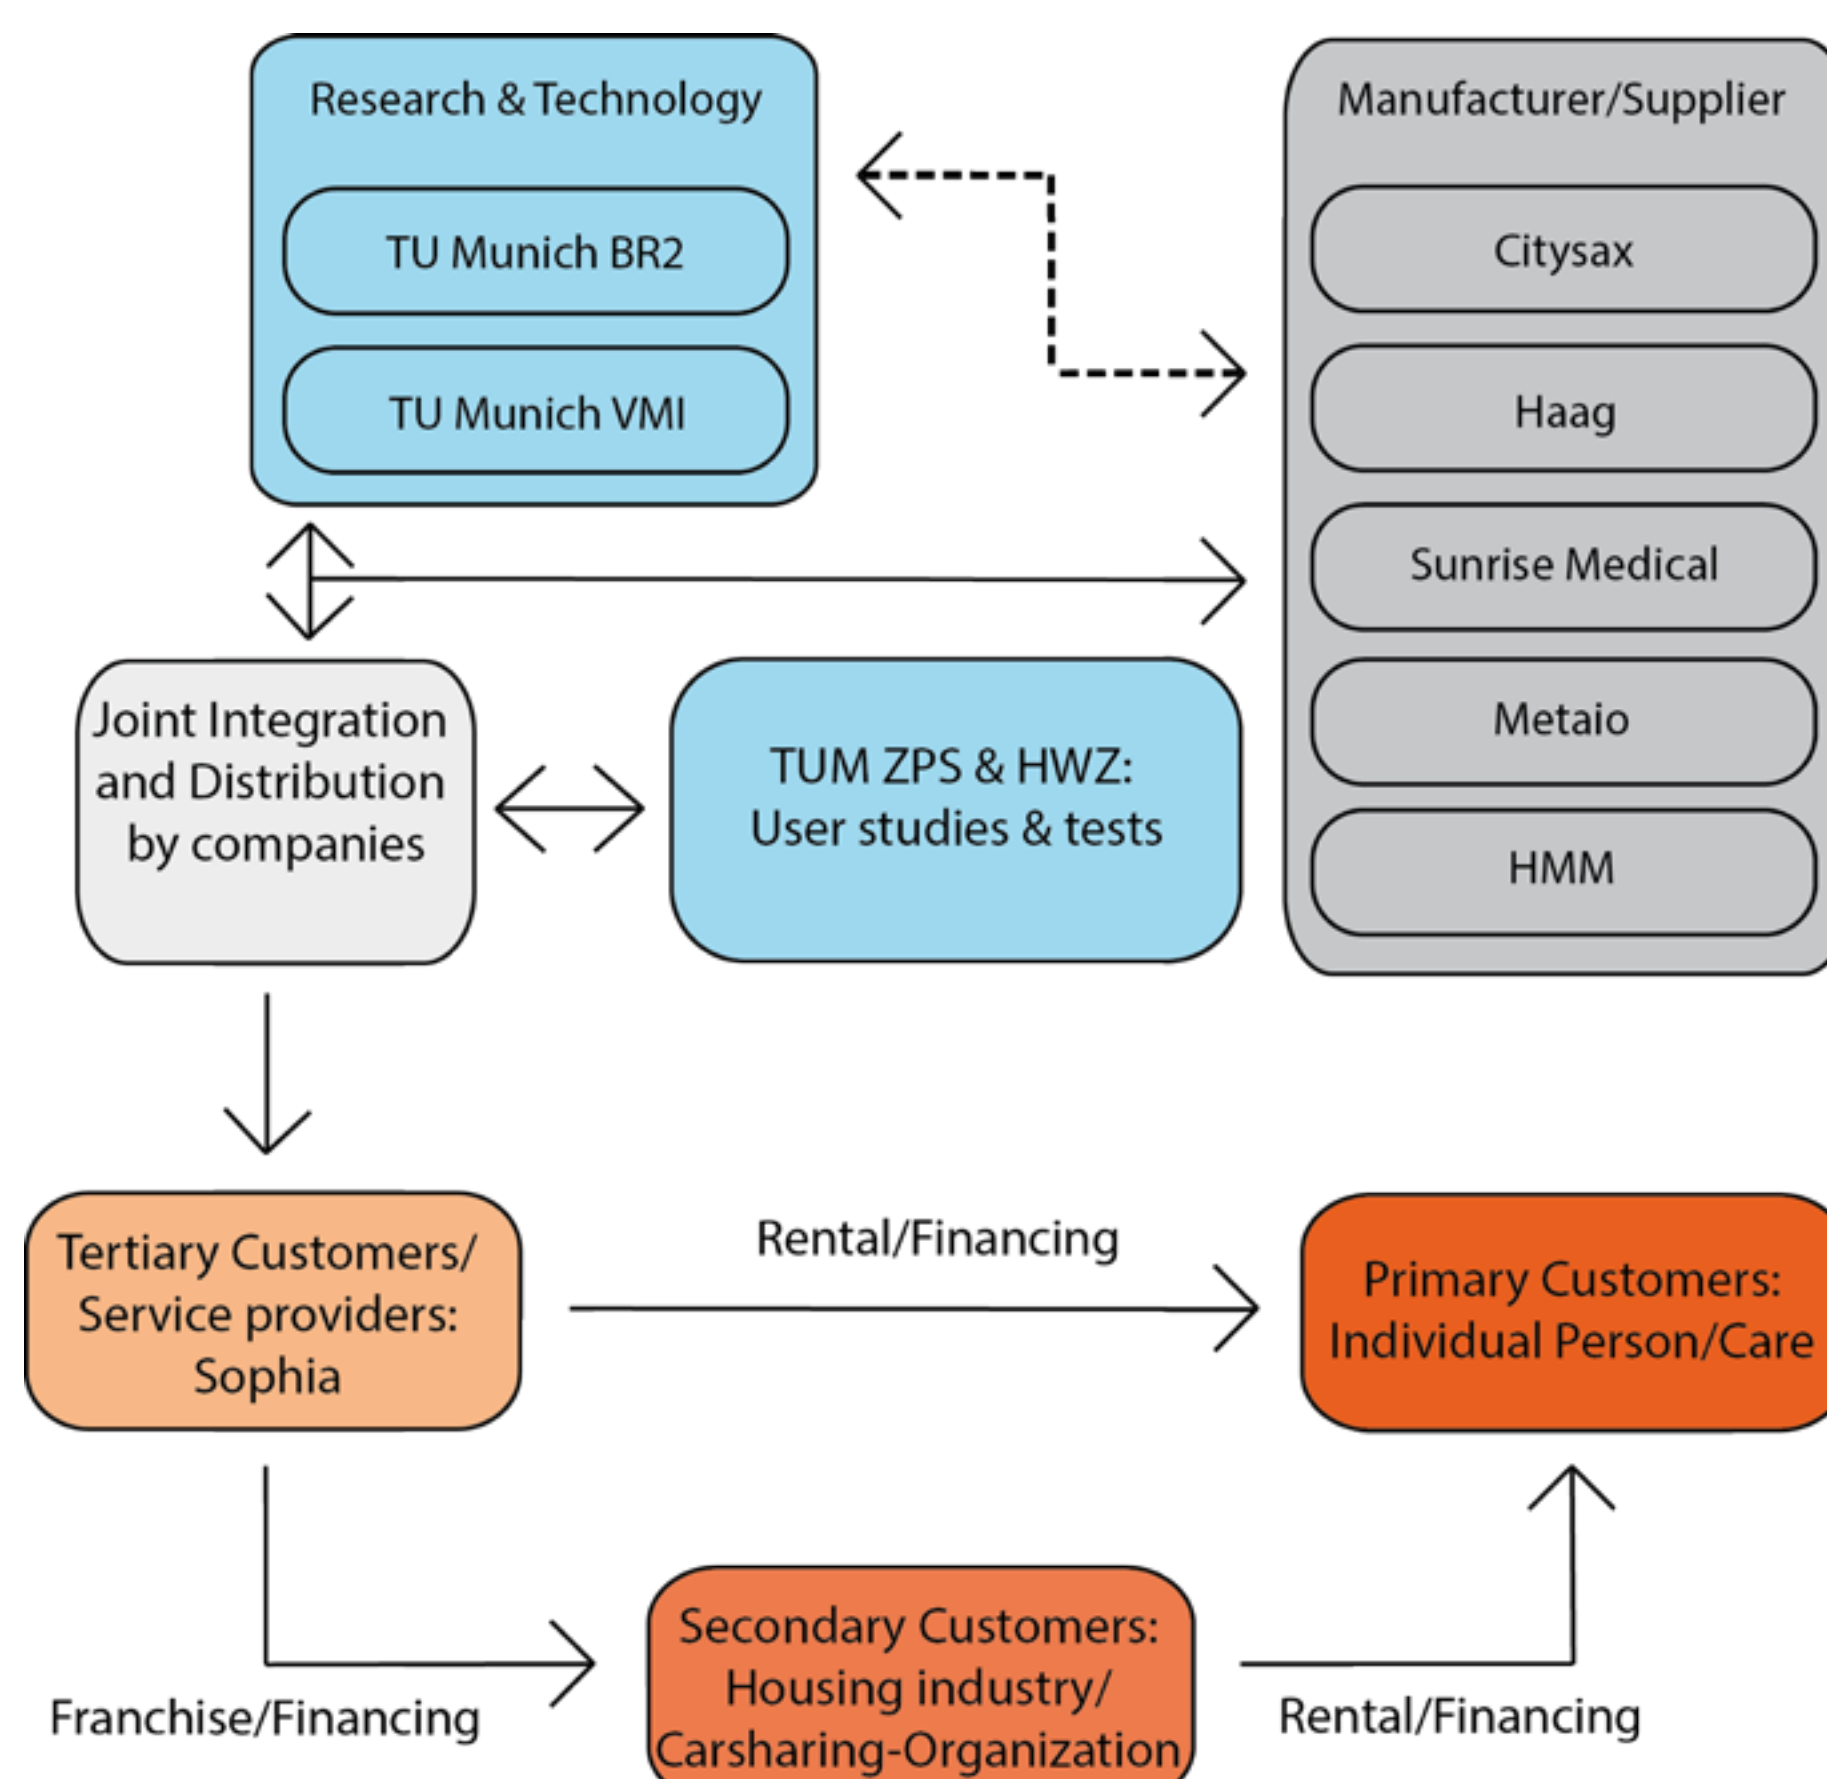 Research & Technology
TU Munich BR2
TU Munich VMI
Manufacturer/Supplier
Citysax
Haag
Sunrise Medical
Metaio
HMM
Joint Integration
and Distribution
by companies
TUM ZPS & HWZ:
User studies & tests
Tertiary Customers/
Service providers:
Sophia
Rental/Financing
Primary Customers:
Individual Person/Care
Franchise/Financing
Secondary Customers:
Housing industry/
Carsharing-Organization
Rental/Financing